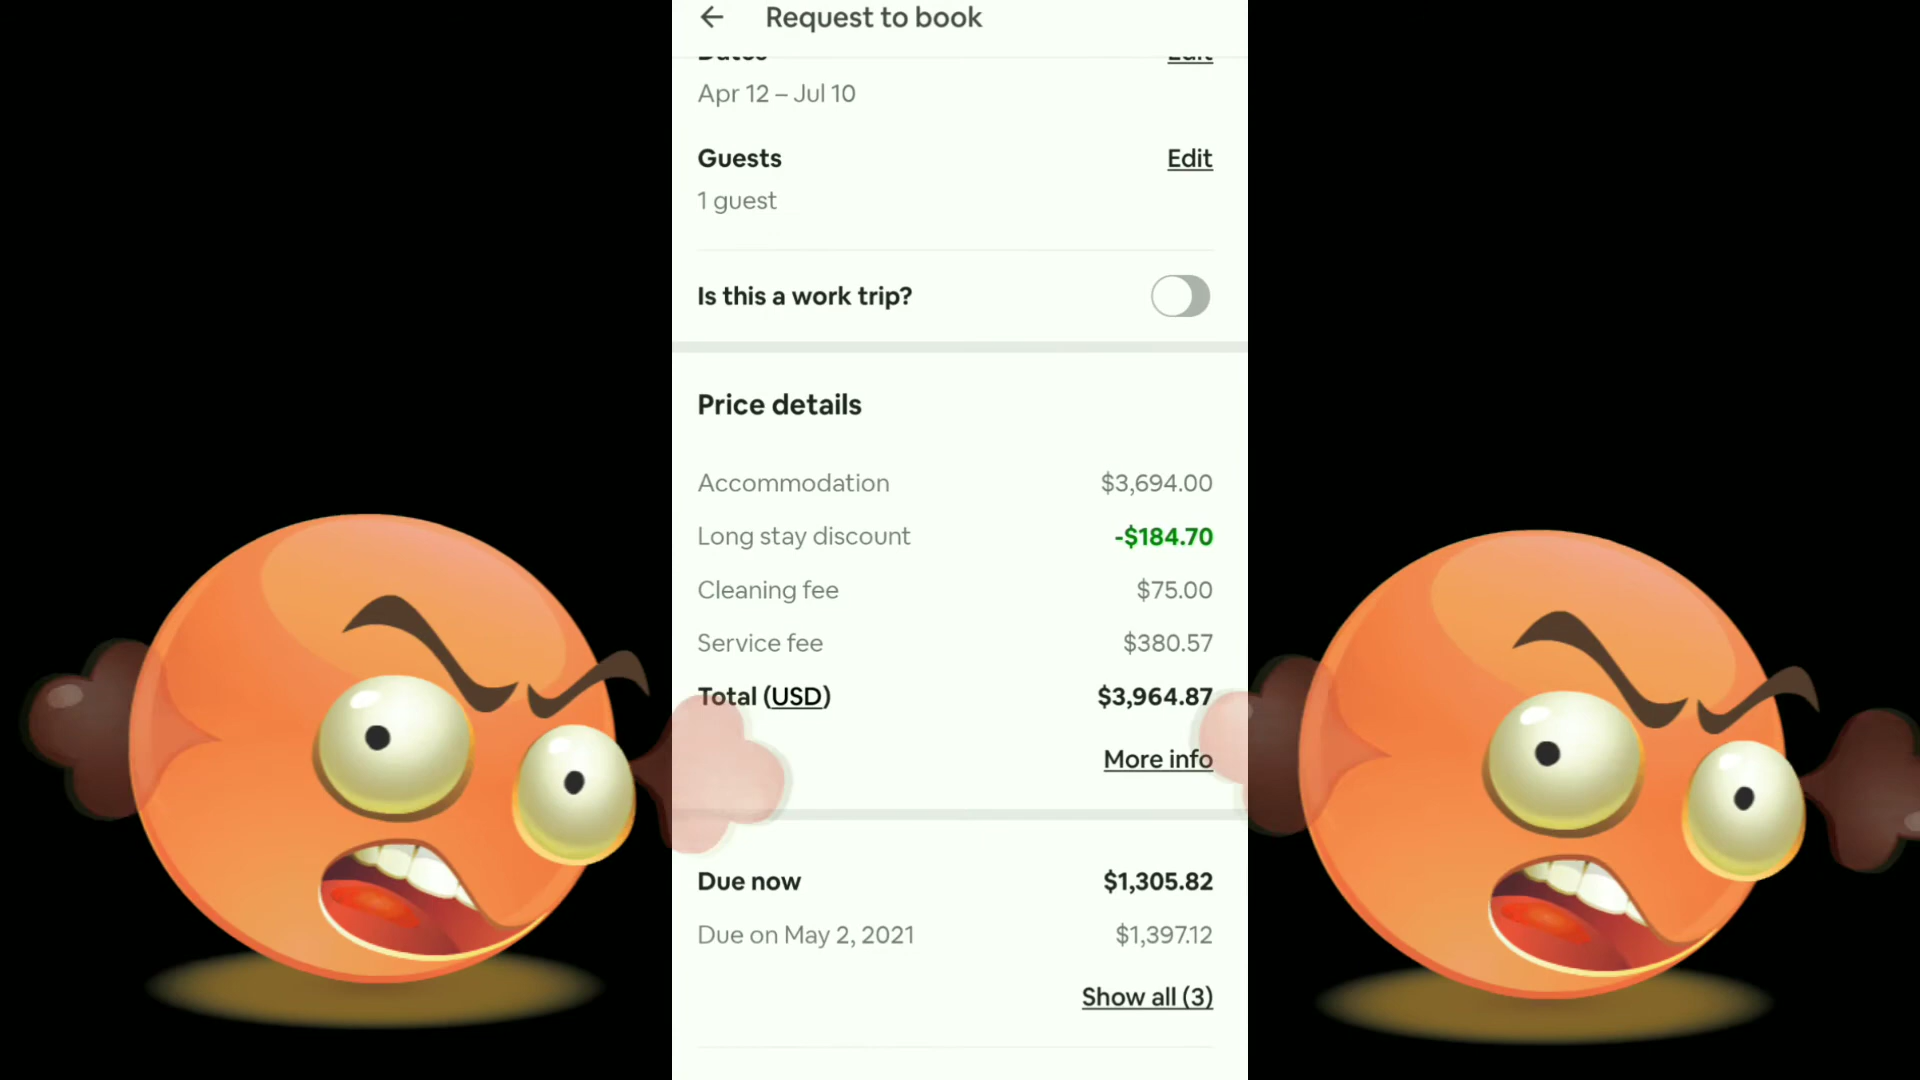 Request to book
Dates Edit
Apr 12 – Jul 10
Guests Edit
1 guest
Is this a work trip?
Price details
Accommodation $3,694.00
Long stay discount -$184.70
Cleaning fee $75.00
Service fee $380.57
Total (USD) $3,964.87
More info
Due now $1,305.82
Due on May 2, 2021 $1,397.12
Show all (3)